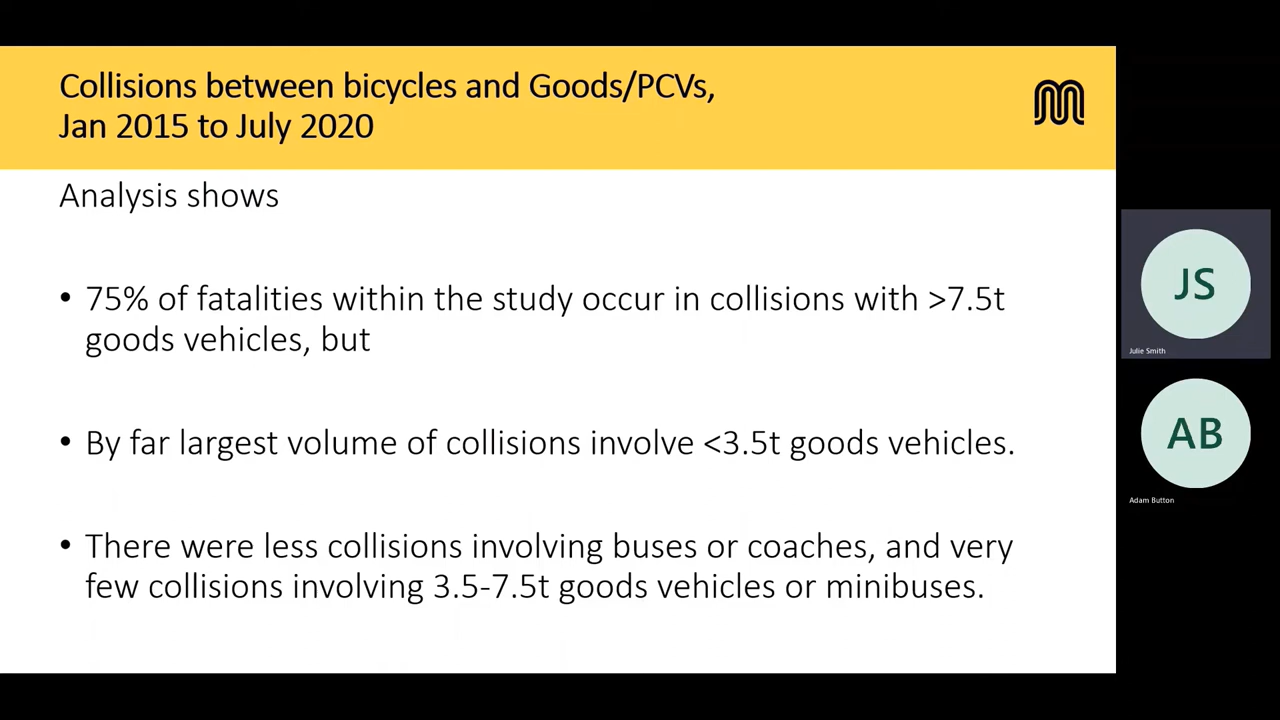 Collisions between bicycles and Goods/PCVs,
Jan 2015 to July 2020
Analysis shows
• 75% of fatalities within the study occur in collisions with >7.5t
goods vehicles, but
• By far largest volume of collisions involve <3.5t goods vehicles.
• There were less collisions involving buses or coaches, and very
few collisions involving 3.5-7.5t goods vehicles or minibuses.
JS
Julie Smith
AB
Adam Button